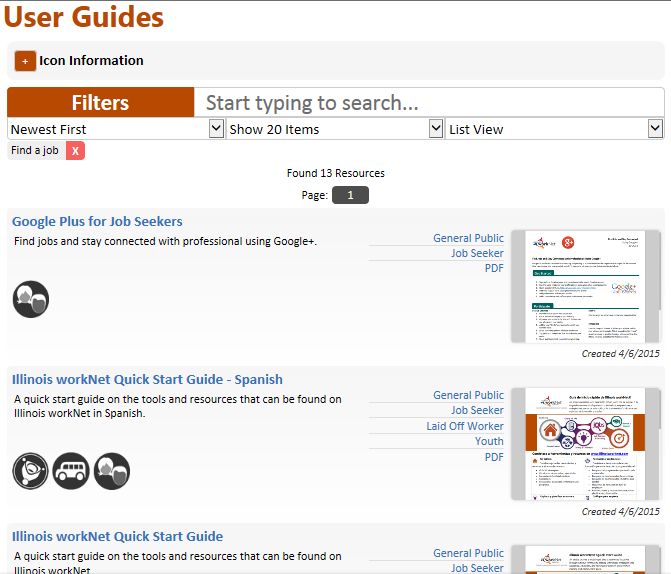 User Guides
+ Icon Information
Filters
Start typing to search...
Newest First
Show 20 Items
List View
Find a job X
Found 13 Resources
Page: 1
Google Plus for Job Seekers
Find jobs and stay connected with professional using Google+.
General Public
Job Seeker
PDF
Created 4/6/2015
Illinois workNet Quick Start Guide - Spanish
A quick start guide on the tools and resources that can be found on
Illinois workNet in Spanish.
General Public
Job Seeker
Laid Off Worker
Youth
PDF
Created 4/6/2015
Illinois workNet Quick Start Guide
A quick start guide on the tools and resources that can be found on
Illinois workNet.
General Public
Job Seeker